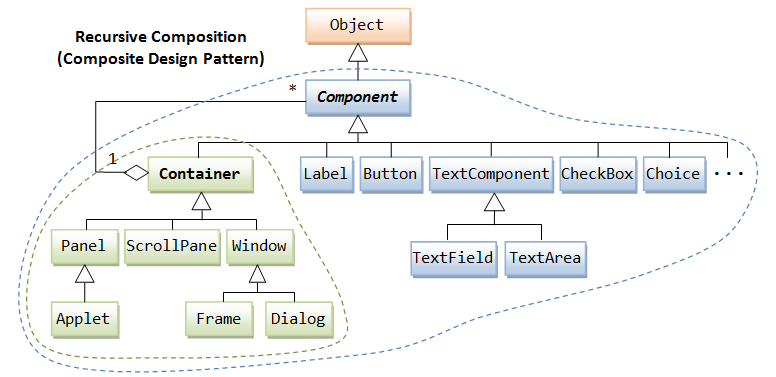 Object
Recursive Composition
(Composite Design Pattern)
*
Component
1
Container
Label
Button
TextComponent
CheckBox
Choice
...
Panel
ScrollPane
Window
TextField
TextArea
Applet
Frame
Dialog